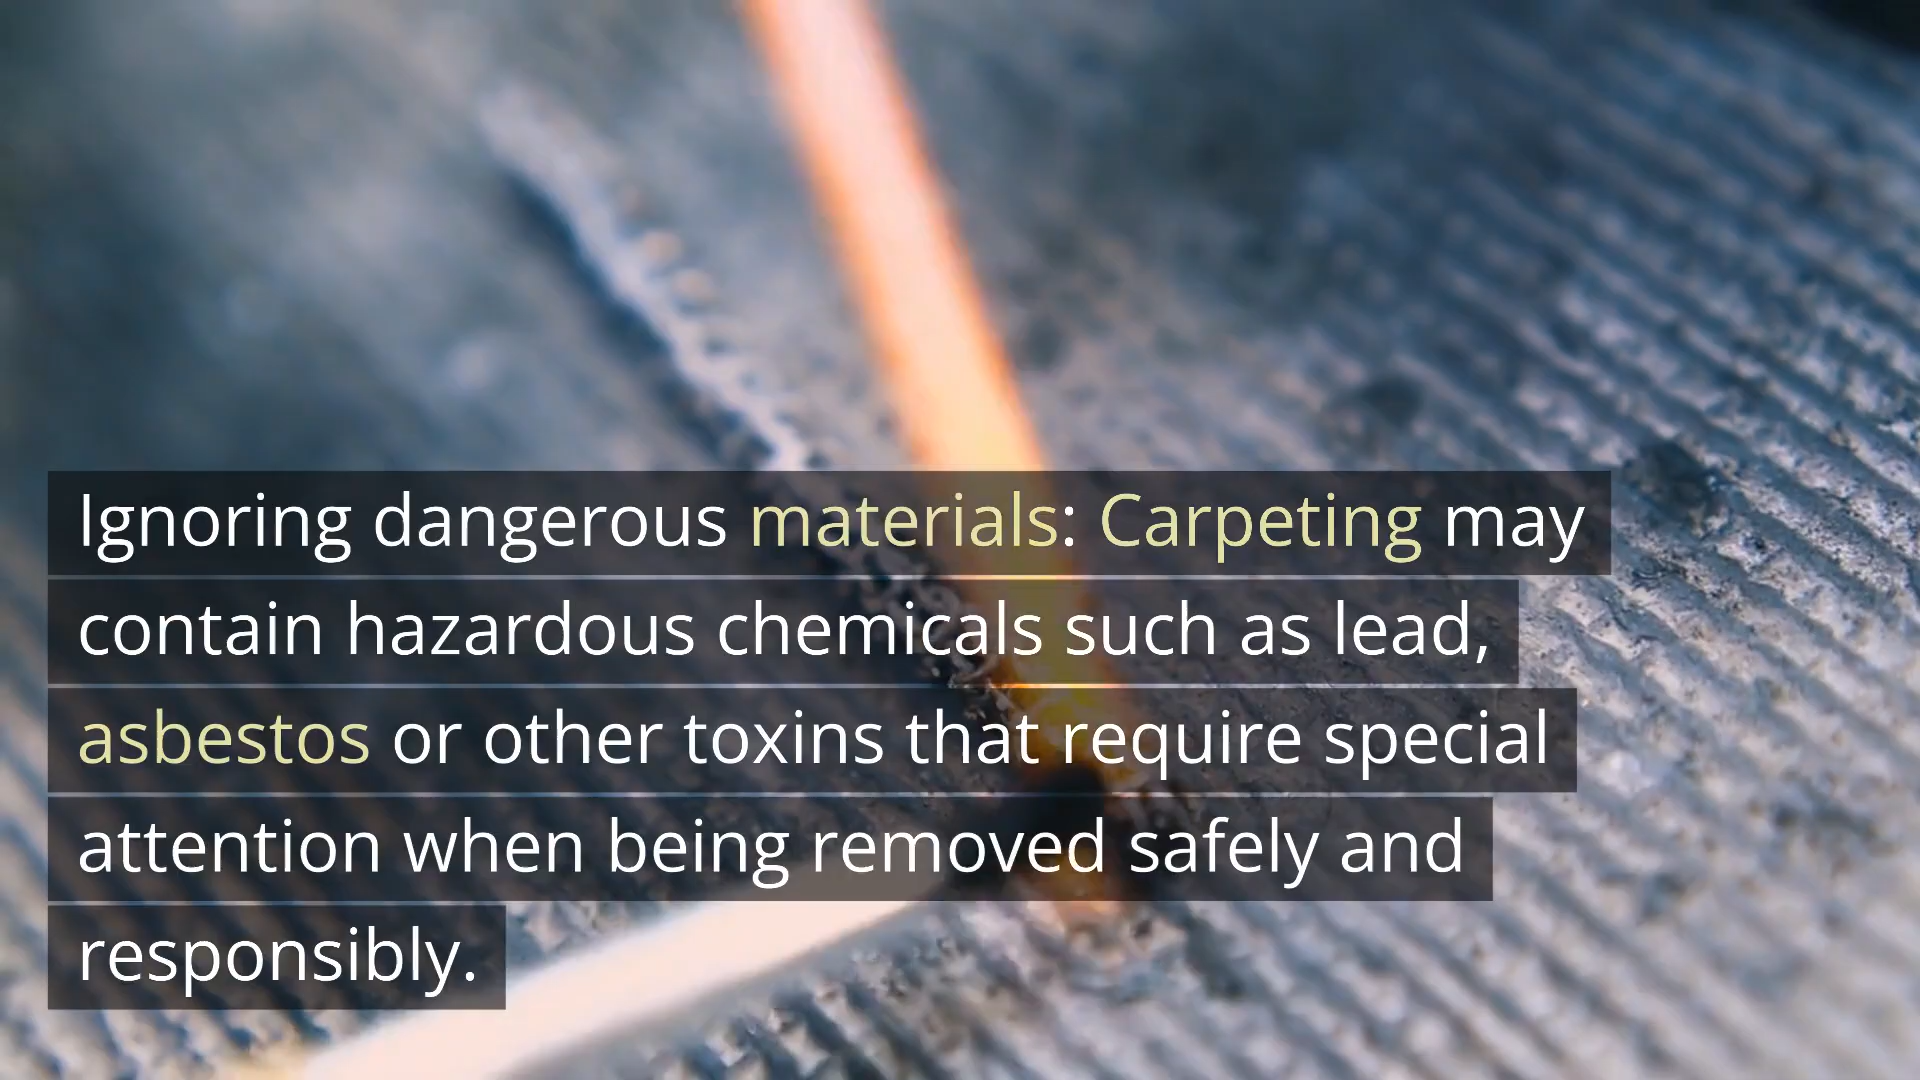 Ignoring dangerous materials: Carpeting may
contain hazardous chemicals such as lead,
asbestos or other toxins that require special
attention when being removed safely and
responsibly.